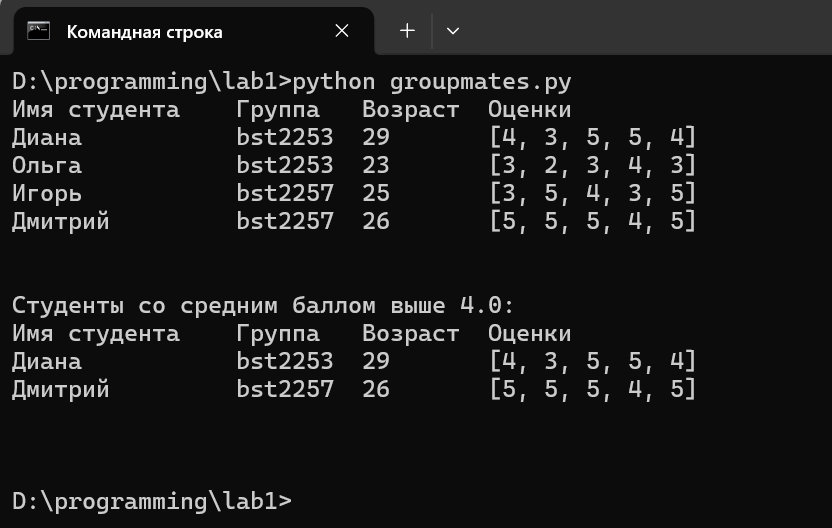 Командная строка
D:\programming\lab1>python groupmates.py
Имя студента    Группа   Возраст  Оценки
Диана           bst2253  29       [4, 3, 5, 5, 4]
Ольга           bst2253  23       [3, 2, 3, 4, 3]
Игорь           bst2257  25       [3, 5, 4, 3, 5]
Дмитрий         bst2257  26       [5, 5, 5, 4, 5]
Студенты со средним баллом выше 4.0:
Имя студента    Группа   Возраст  Оценки
Диана           bst2253  29       [4, 3, 5, 5, 4]
Дмитрий         bst2257  26       [5, 5, 5, 4, 5]
D:\programming\lab1>